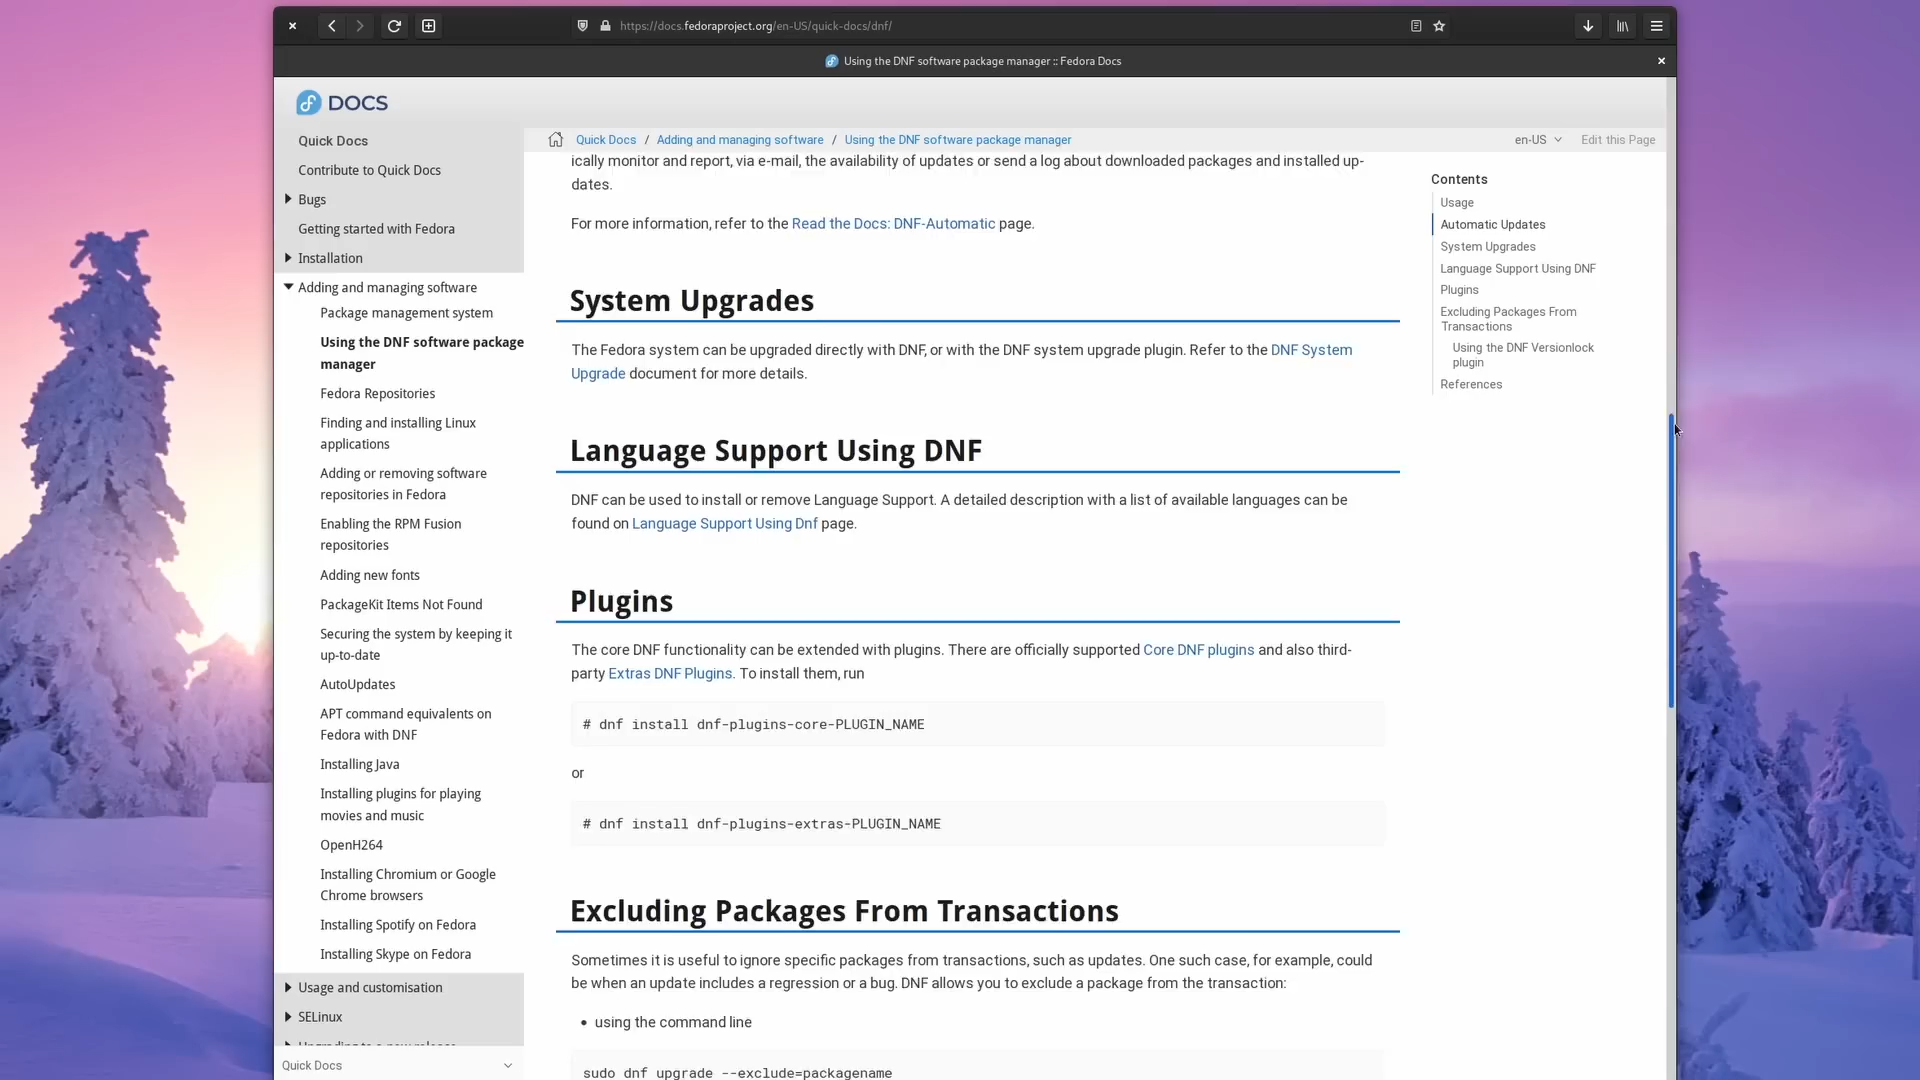 https://docs.fedoraproject.org/en-US/quick-docs/dnf/
Using the DNF software package manager :: Fedora Docs
DOCS
Quick Docs
Contribute to Quick Docs
Bugs
Getting started with Fedora
Installation
Adding and managing software
Package management system
Using the DNF software package
manager
Fedora Repositories
Finding and installing Linux
applications
Adding or removing software
repositories in Fedora
Enabling the RPM Fusion
repositories
Adding new fonts
PackageKit Items Not Found
Securing the system by keeping it
up-to-date
AutoUpdates
APT command equivalents on
Fedora with DNF
Installing Java
Installing plugins for playing
movies and music
OpenH264
Installing Chromium or Google
Chrome browsers
Installing Spotify on Fedora
Installing Skype on Fedora
Usage and customisation
SELinux
Upgrading to a new release
Quick Docs
Quick Docs / Adding and managing software / Using the DNF software package manager
en-US
Edit this Page
ically monitor and report, via e-mail, the availability of updates or send a log about downloaded packages and installed up-
dates.
For more information, refer to the Read the Docs: DNF-Automatic page.
System Upgrades
The Fedora system can be upgraded directly with DNF, or with the DNF system upgrade plugin. Refer to the DNF System
Upgrade document for more details.
Language Support Using DNF
DNF can be used to install or remove Language Support. A detailed description with a list of available languages can be
found on Language Support Using Dnf page.
Plugins
The core DNF functionality can be extended with plugins. There are officially supported Core DNF plugins and also third-
party Extras DNF Plugins. To install them, run
# dnf install dnf-plugins-core-PLUGIN_NAME
or
# dnf install dnf-plugins-extras-PLUGIN_NAME
Excluding Packages From Transactions
Sometimes it is useful to ignore specific packages from transactions, such as updates. One such case, for example, could
be when an update includes a regression or a bug. DNF allows you to exclude a package from the transaction:
• using the command line
sudo dnf upgrade --exclude=packagename
Contents
Usage
Automatic Updates
System Upgrades
Language Support Using DNF
Plugins
Excluding Packages From
Transactions
Using the DNF Versionlock
plugin
References